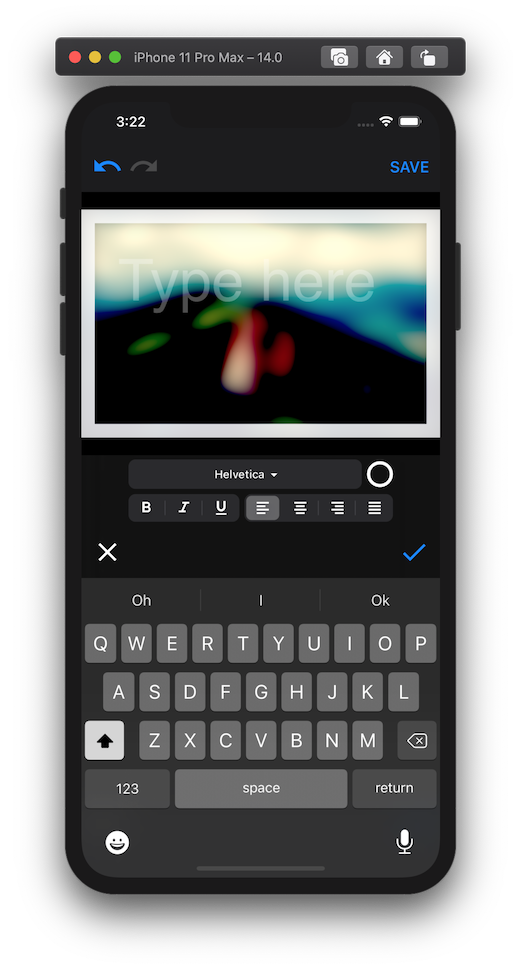 iPhone 11 Pro Max – 14.0
3:22
SAVE
Type here
Helvetica
B I U
Oh I Ok
Q W E R T Y U I O P
A S D F G H J K L
Z X C V B N M
123 space return